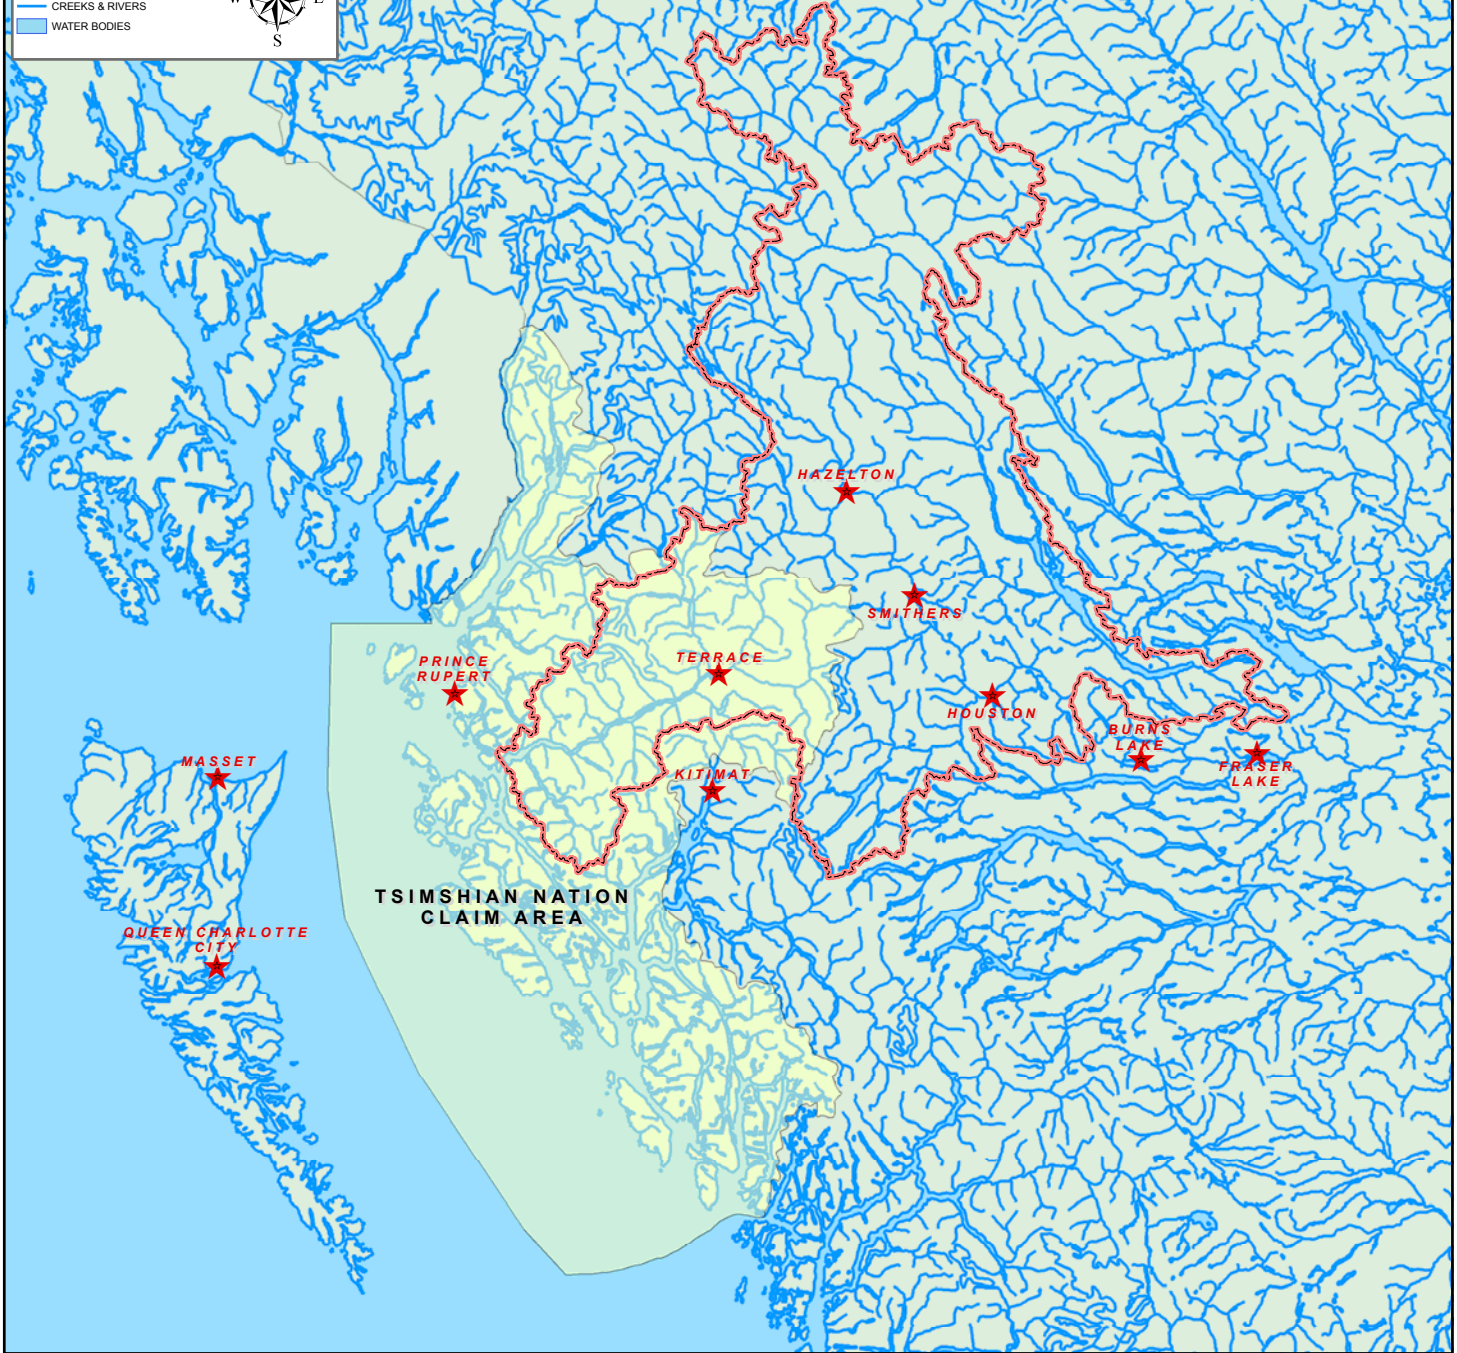 CREEKS & RIVERS
W
E
WATER BODIES
S
HAZELTON
SMITHERS
PRINCE
RUPERT
TERRACE
HOUSTON
BURNS
LAKE
MASSET
KITIMAT
FRASER
LAKE
TSIMSHIAN NATION
CLAIM AREA
QUEEN CHARLOTTE
CITY